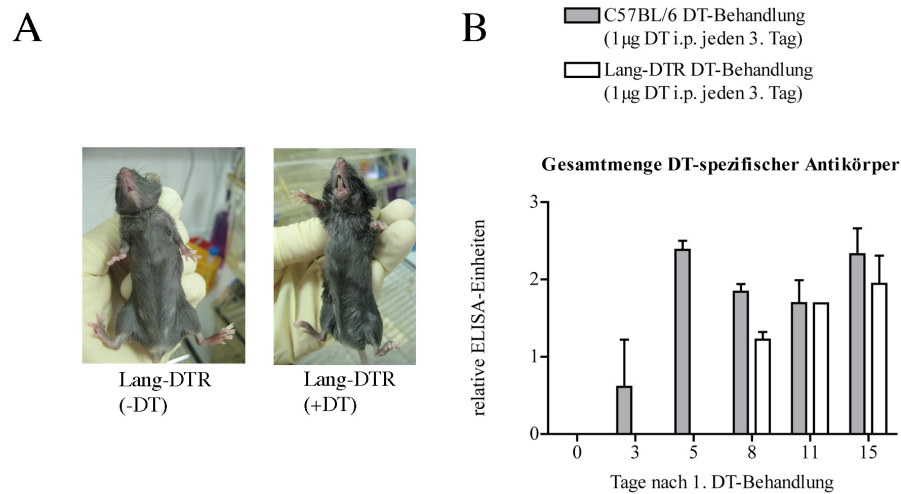 A
B
C57BL/6 DT-Behandlung
(1µg DT i.p. jeden 3. Tag)
Lang-DTR DT-Behandlung
(1µg DT i.p. jeden 3. Tag)
Gesamtmenge DT-spezifischer Antikörper
relative ELISA-Einheiten
3
2
1
0
0 3 5 8 11 15
Tage nach 1. DT-Behandlung
Lang-DTR
(-DT)
Lang-DTR
(+DT)